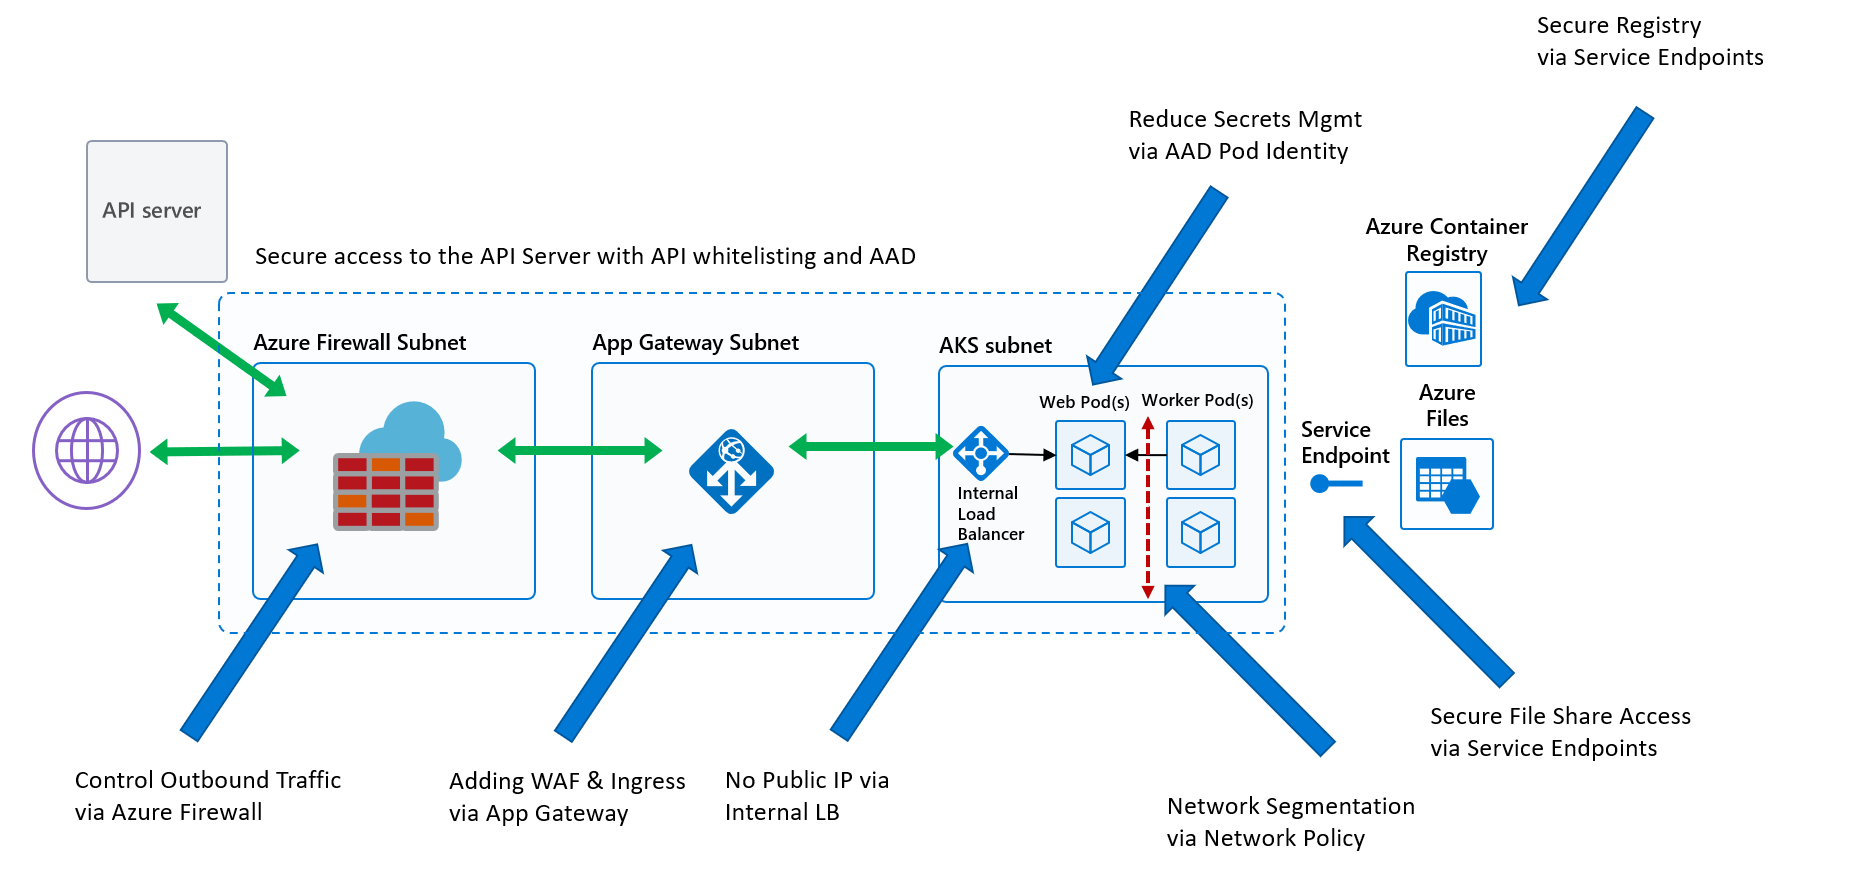 Secure Registry
via Service Endpoints
Reduce Secrets Mgmt
via AAD Pod Identity
API server
Azure Container
Registry
Secure access to the API Server with API whitelisting and AAD
Azure Firewall Subnet
App Gateway Subnet
AKS subnet
Web Pod(s)
Worker Pod(s)
Azure
Files
Service
Endpoint
Internal
Load
Balancer
Secure File Share Access
via Service Endpoints
Control Outbound Traffic
via Azure Firewall
Adding WAF & Ingress
via App Gateway
No Public IP via
Internal LB
Network Segmentation
via Network Policy